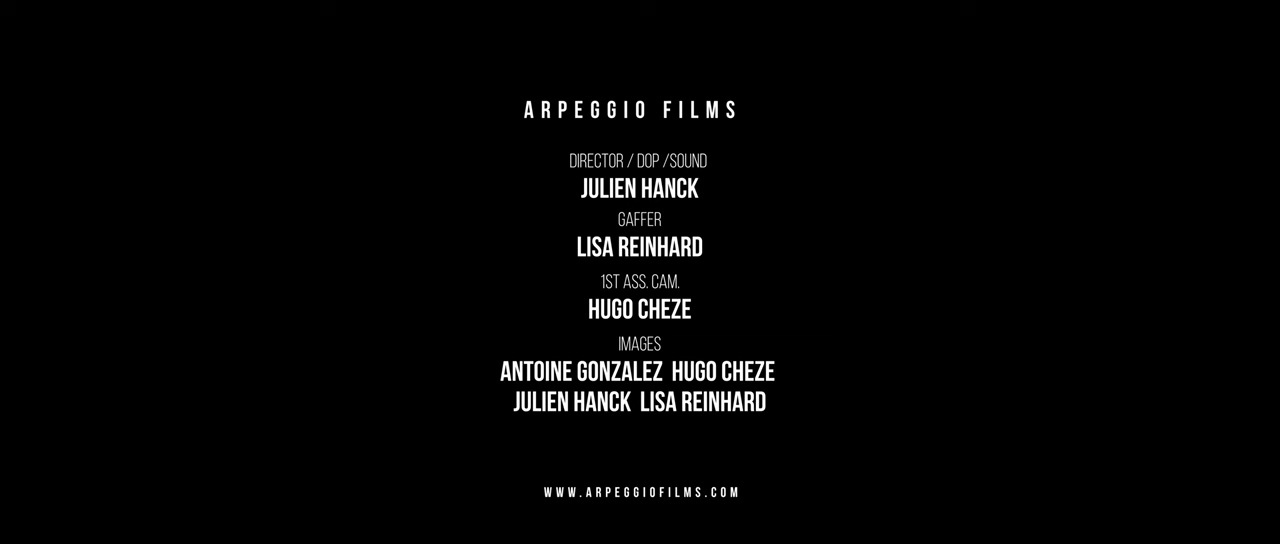 ARPEGGIO FILMS
DIRECTOR / DOP /SOUND
JULIEN HANCK
GAFFER
LISA REINHARD
1ST ASS. CAM.
HUGO CHEZE
IMAGES
ANTOINE GONZALEZ HUGO CHEZE
JULIEN HANCK LISA REINHARD
WWW.ARPEGGIOFILMS.COM